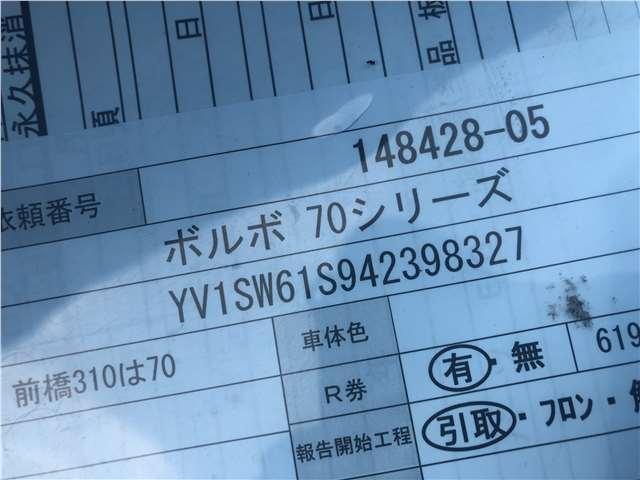 永久抹消
項
日
日
品 板
依頼番号 148428-05
ボルボ 70シリーズ
YV1SW61S942398327
前橋310は70 車体色
R券 有・無 619
報告開始工程 引取・フロン・